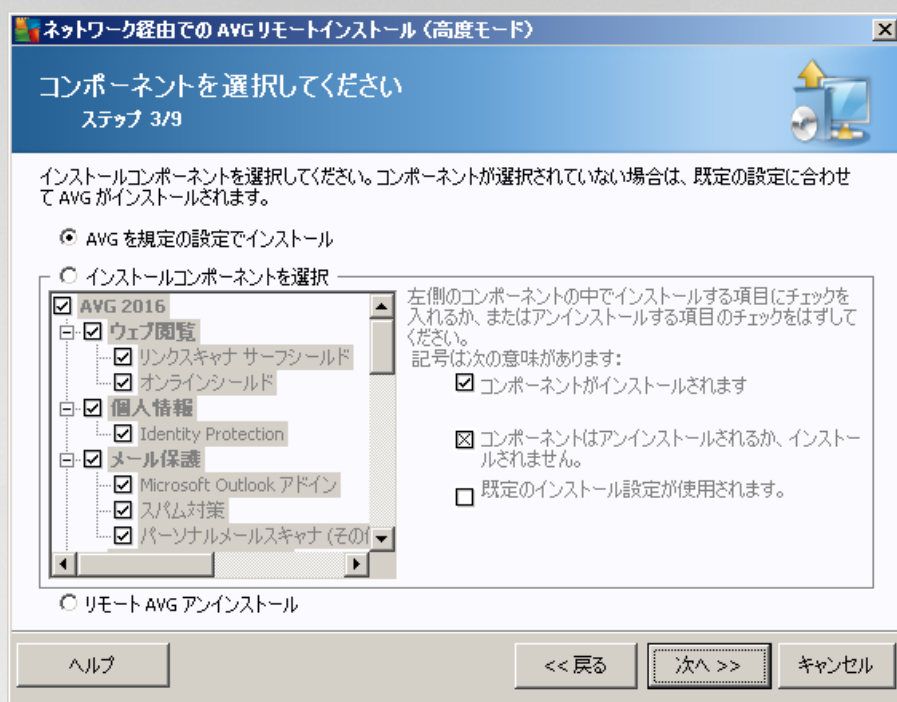 ネットワーク経由での AVG リモートインストール（高度モード）
コンポーネントを選択してください
ステップ 3/9
インストールコンポーネントを選択してください。コンポーネントが選択されていない場合は、既定の設定に合わせ
て AVG がインストールされます。
AVG を規定の設定でインストール
インストールコンポーネントを選択
AVG 2016
ウェブ閲覧
リンクスキャナ サーフシールド
オンラインシールド
個人情報
Identity Protection
メール保護
Microsoft Outlook アドイン
スパム対策
パーソナルメールスキャナ (その
左側のコンポーネントの中でインストールする項目にチェックを
入れるか、またはアンインストールする項目のチェックをはずして
ください。
記号は次の意味があります:
コンポーネントがインストールされます
コンポーネントはアンインストールされるか、インストー
ルされません。
既定のインストール設定が使用されます。
リモート AVG アンインストール
ヘルプ
<< 戻る
次へ >>
キャンセル